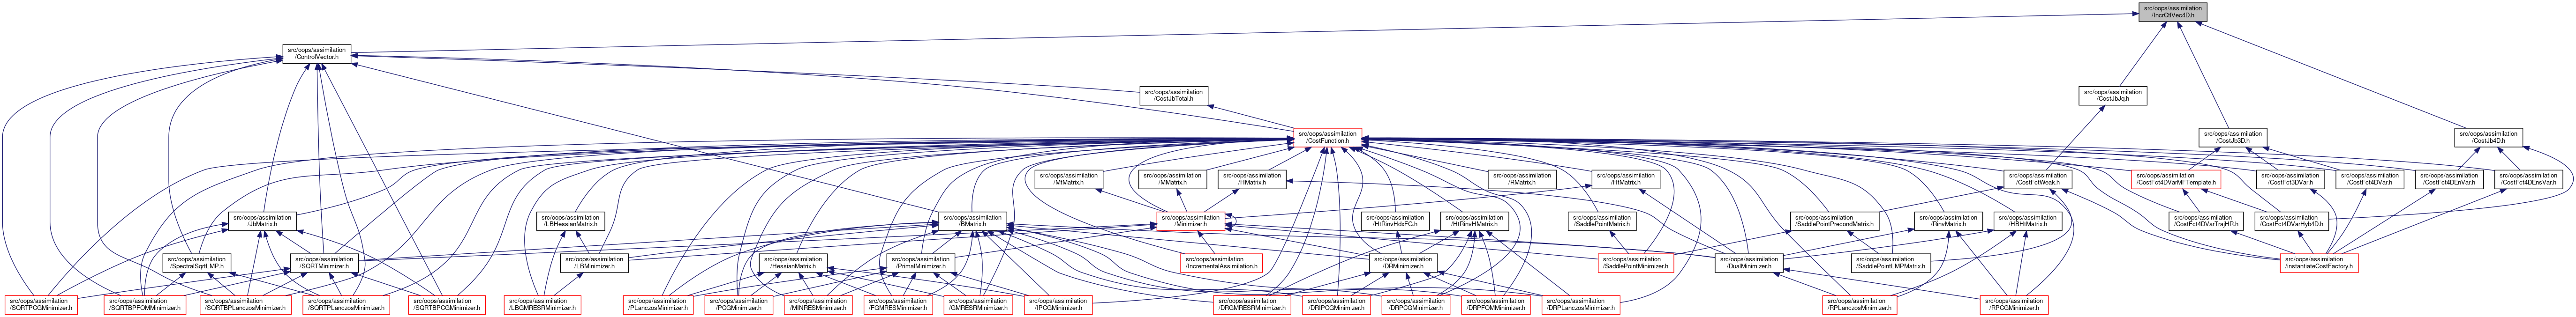 src/oops/assimilation
/IncrCtlVec4D.h
src/oops/assimilation
/ControlVector.h
src/oops/assimilation
/CostJbTotal.h
src/oops/assimilation
/CostJbJq.h
src/oops/assimilation
/CostFunction.h
src/oops/assimilation
/CostJb3D.h
src/oops/assimilation
/CostJb4D.h
src/oops/assimilation
/MtMatrix.h
src/oops/assimilation
/MMatrix.h
src/oops/assimilation
/HMatrix.h
src/oops/assimilation
/RMatrix.h
src/oops/assimilation
/HtMatrix.h
src/oops/assimilation
/CostFctWeak.h
src/oops/assimilation
/CostFct4DVarMFTemplate.h
src/oops/assimilation
/CostFct3DVar.h
src/oops/assimilation
/CostFct4DVar.h
src/oops/assimilation
/CostFct4DEnVar.h
src/oops/assimilation
/CostFct4DEnsVar.h
src/oops/assimilation
/JbMatrix.h
src/oops/assimilation
/LBHessianMatrix.h
src/oops/assimilation
/BMatrix.h
src/oops/assimilation
/Minimizer.h
src/oops/assimilation
/HtRinvHdxFG.h
src/oops/assimilation
/HtRinvHMatrix.h
src/oops/assimilation
/SaddlePointMatrix.h
src/oops/assimilation
/SaddlePointPrecondMatrix.h
src/oops/assimilation
/RinvMatrix.h
src/oops/assimilation
/HBHtMatrix.h
src/oops/assimilation
/CostFct4DVarTrajHR.h
src/oops/assimilation
/CostFct4DVarHyb4D.h
src/oops/assimilation
/SpectralSqrtLMP.h
src/oops/assimilation
/SQRTMinimizer.h
src/oops/assimilation
/LBMinimizer.h
src/oops/assimilation
/HessianMatrix.h
src/oops/assimilation
/PrimalMinimizer.h
src/oops/assimilation
/IncrementalAssimilation.h
src/oops/assimilation
/DRMinimizer.h
src/oops/assimilation
/SaddlePointMinimizer.h
src/oops/assimilation
/DualMinimizer.h
src/oops/assimilation
/SaddlePointLMPMatrix.h
src/oops/assimilation
/instantiateCostFactory.h
src/oops/assimilation
/SQRTPCGMinimizer.h
src/oops/assimilation
/SQRTBPFOMMinimizer.h
src/oops/assimilation
/SQRTBPLanczosMinimizer.h
src/oops/assimilation
/SQRTPLanczosMinimizer.h
src/oops/assimilation
/SQRTBPCGMinimizer.h
src/oops/assimilation
/LBGMRESRMinimizer.h
src/oops/assimilation
/PLanczosMinimizer.h
src/oops/assimilation
/PCGMinimizer.h
src/oops/assimilation
/MINRESMinimizer.h
src/oops/assimilation
/FGMRESMinimizer.h
src/oops/assimilation
/GMRESRMinimizer.h
src/oops/assimilation
/IPCGMinimizer.h
src/oops/assimilation
/DRGMRESRMinimizer.h
src/oops/assimilation
/DRIPCGMinimizer.h
src/oops/assimilation
/DRPCGMinimizer.h
src/oops/assimilation
/DRPFOMMinimizer.h
src/oops/assimilation
/DRPLanczosMinimizer.h
src/oops/assimilation
/RPLanczosMinimizer.h
src/oops/assimilation
/RPCGMinimizer.h